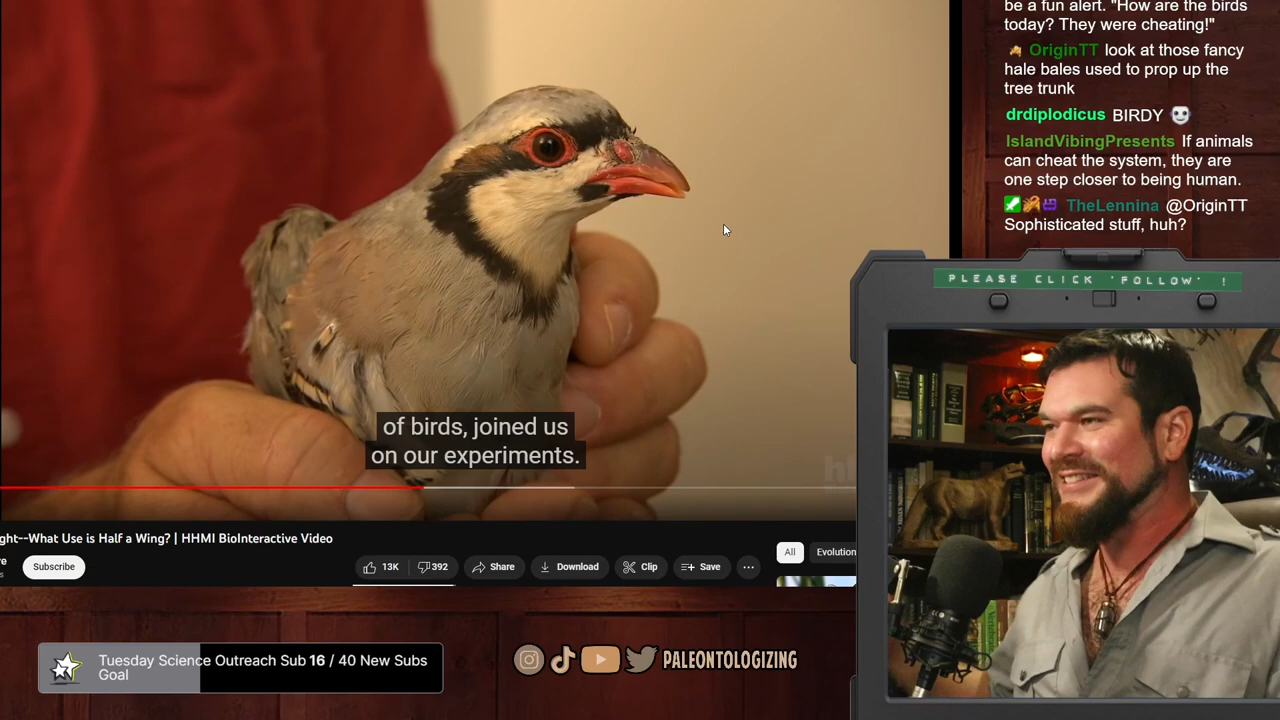 be a fun alert. "How are the birds
today? They were cheating!"
OriginTT look at those fancy
hale bales used to prop up the
tree trunk
drdiplodicus BIRDY
IslandVibingPresents If animals
can cheat the system, they are
one step closer to being human.
TheLennina @OriginTT
Sophisticated stuff, huh?
PLEASE CLICK 'FOLLOW' !
of birds, joined us
on our experiments.
ght--What Use is Half a Wing? | HHMI BioInteractive Video
Subscribe
13K
392
Share
Download
Clip
Save
All
Evolution
Tuesday Science Outreach Sub 16 / 40 New Subs
Goal
PALEONTOLOGIZING